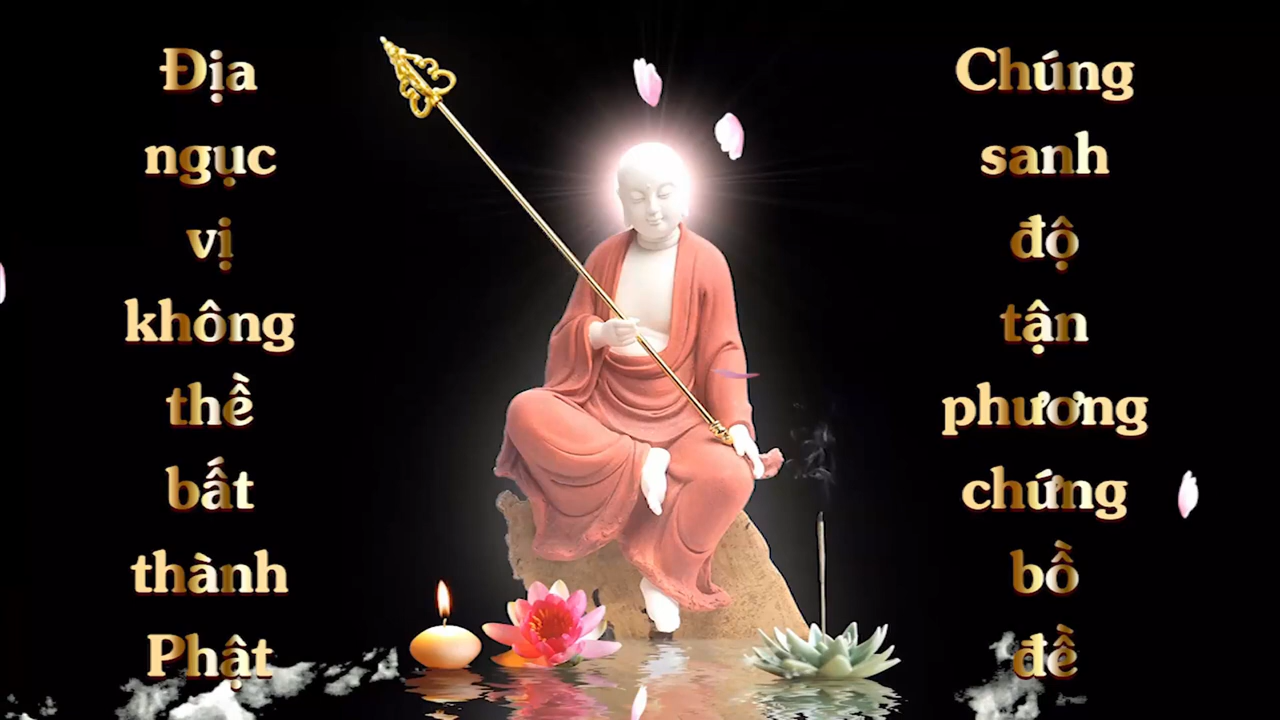 Địa
ngục
vị
không
thề
bất
thành
Phật
Chúng
sanh
độ
tận
phương
chứng
bồ
đề